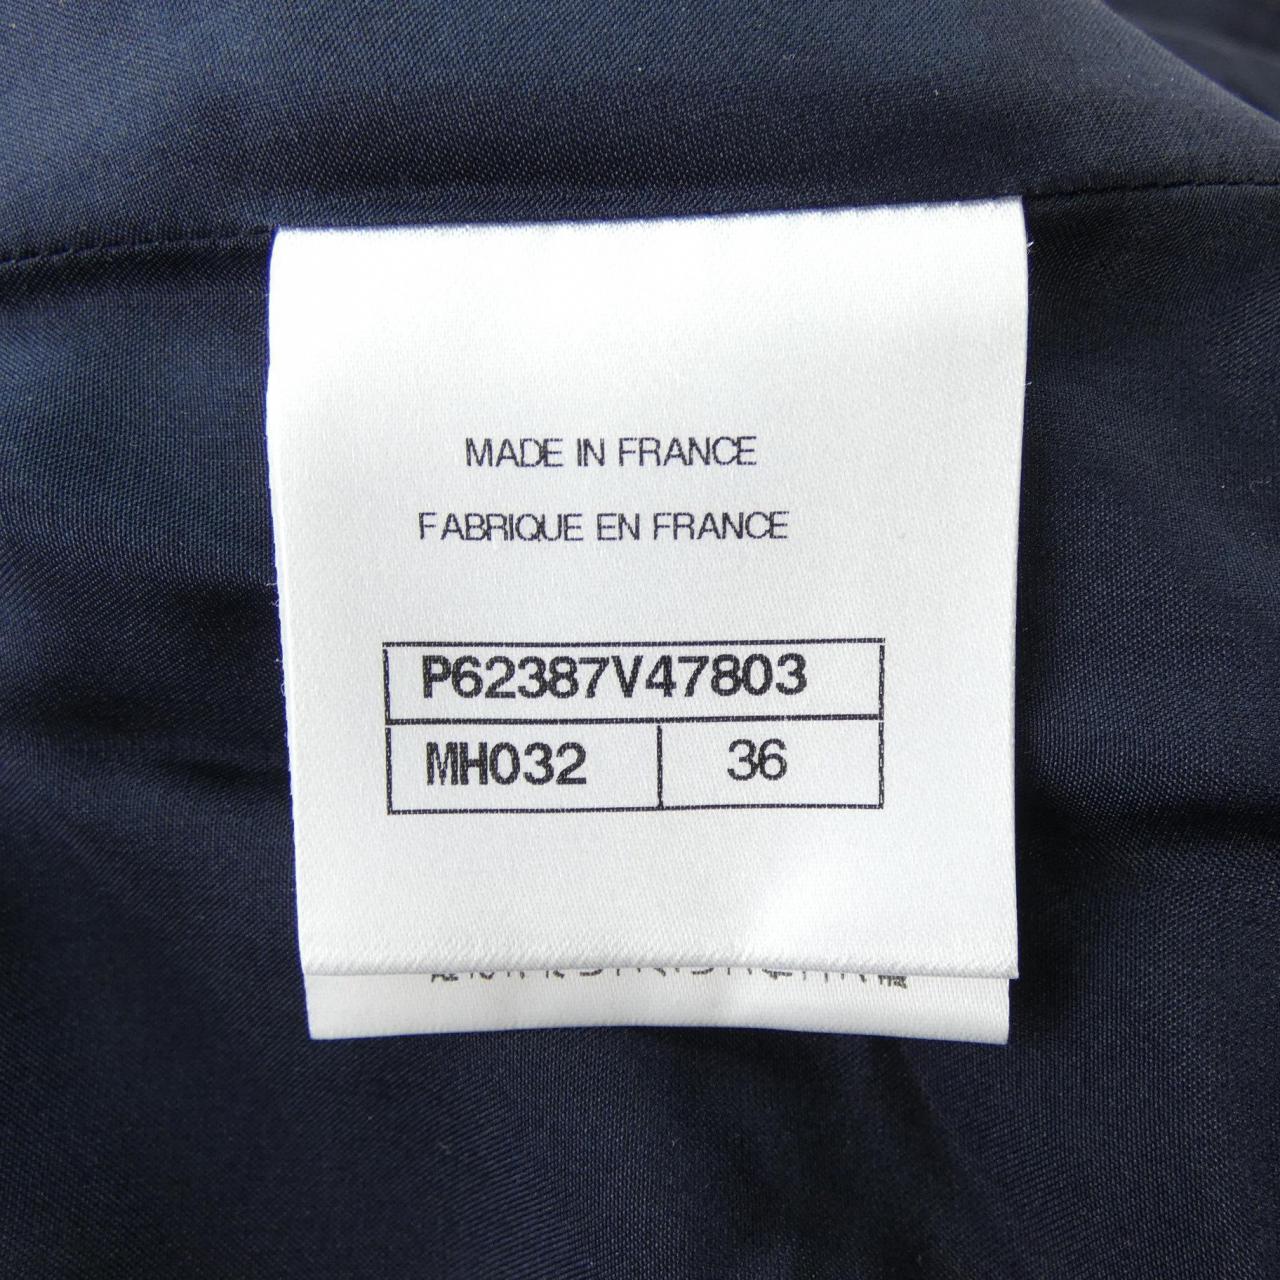 MADE IN FRANCE
FABRIQUE EN FRANCE
P62387V47803
MH032 36